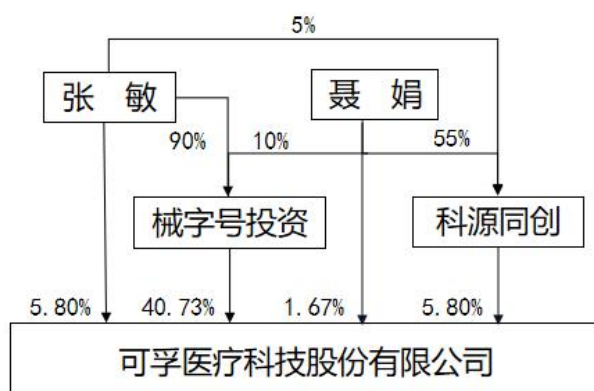 5%
张 敏
聂 娟
90%
10%
55%
械字号投资
科源同创
5.80%
40.73%
1.67%
5.80%
可孚医疗科技股份有限公司